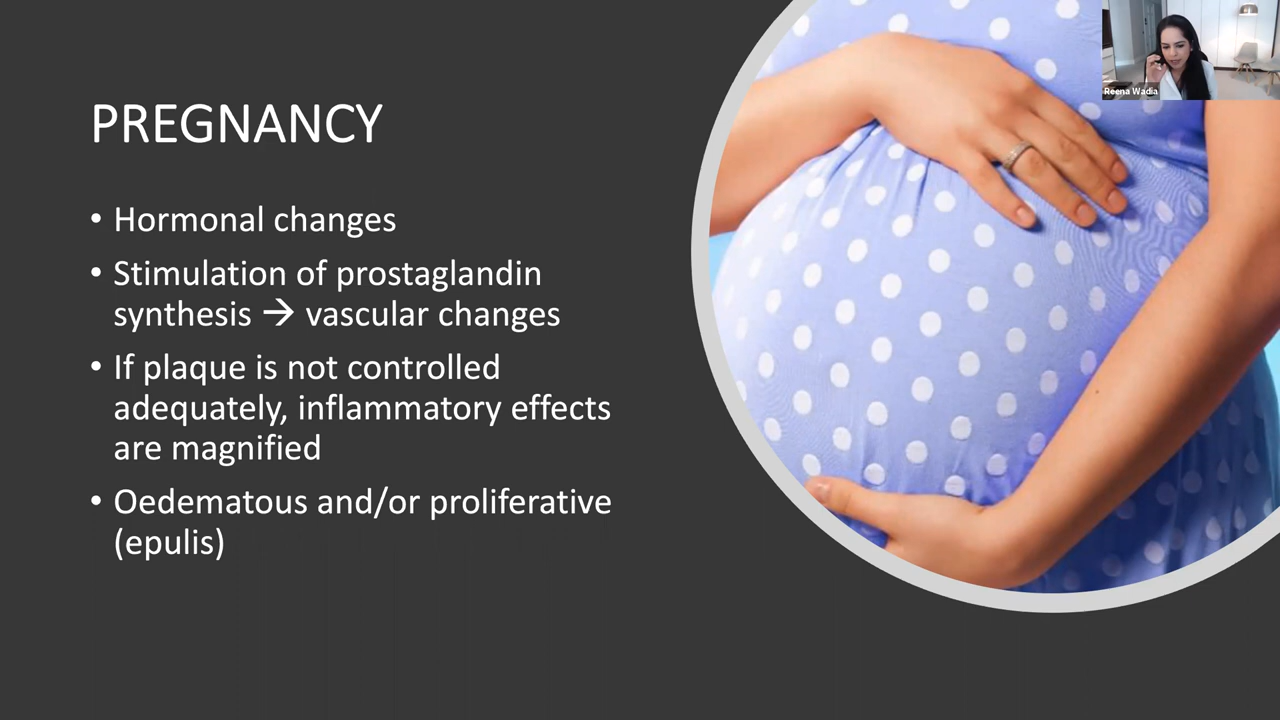 PREGNANCY
• Hormonal changes
• Stimulation of prostaglandin
synthesis → vascular changes
• If plaque is not controlled
adequately, inflammatory effects
are magnified
• Oedematous and/or proliferative
(epulis)
Reena Wadia